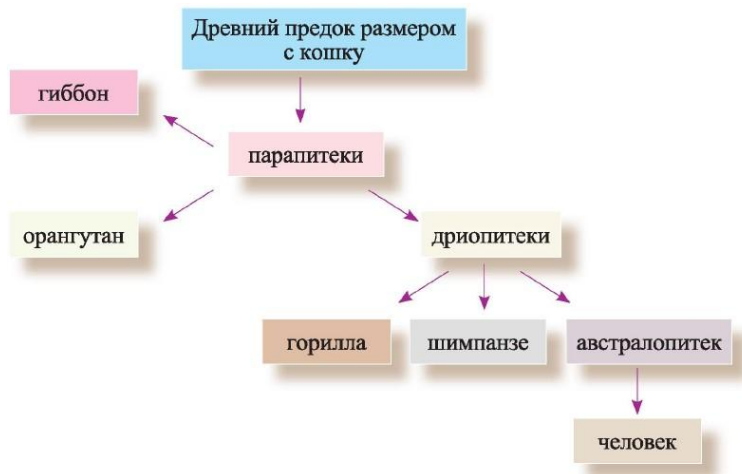 Древний предок размером
с кошку
гиббон
парапитеки
орангутан
дриопитеки
горилла
шимпанзе
австралопитек
человек